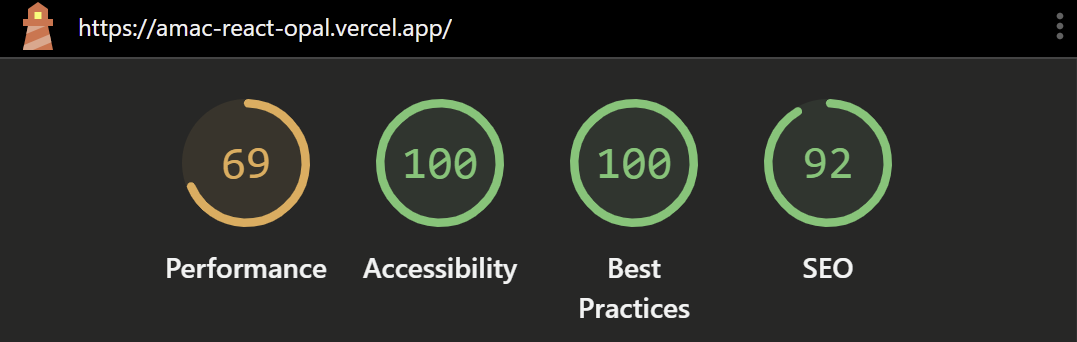 https://amac-react-opal.vercel.app/
69 100 100 92
Performance Accessibility Best SEO
Practices